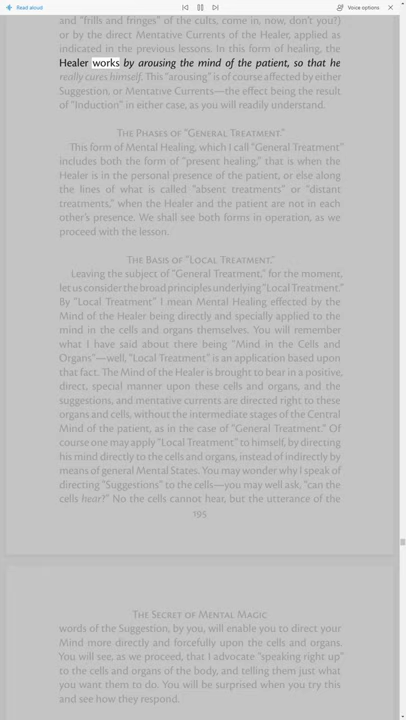 Read aloud
Voice options
and “frills and fringes” of the cults, come in, now, don’t you?)
or by the direct Mentative Currents of the Healer, applied as
indicated in the previous lessons. In this form of healing, the
Healer works by arousing the mind of the patient, so that he
really cures himself. This “arousing” is of course affected by either
Suggestion, or Mentative Currents—the effect being the result
of “Induction” in either case, as you will readily understand.
The Phases of “General Treatment.”
This form of Mental Healing, which I call “General Treatment”
includes both the form of “present healing,” that is when the
Healer is in the personal presence of the patient, or else along
the lines of what is called “absent treatments” or “distant
treatments,” when the Healer and the patient are not in each
other’s presence. We shall see both forms in operation, as we
proceed with the lesson.
The Basis of “Local Treatment.”
Leaving the subject of “General Treatment,” for the moment,
let us consider the broad principles underlying “Local Treatment.”
By “Local Treatment” I mean Mental Healing effected by the
Mind of the Healer being directly and specially applied to the
mind in the cells and organs themselves. You will remember
what I have said about there being “Mind in the Cells and
Organs”—well, “Local Treatment” is an application based upon
that fact. The Mind of the Healer is brought to bear in a positive,
direct, special manner upon these cells and organs, and the
suggestions, and mentative currents are directed right to these
organs and cells, without the intermediate stages of the Central
Mind of the patient, as in the case of “General Treatment.” Of
course one may apply “Local Treatment” to himself, by directing
his mind directly to the cells and organs, instead of indirectly by
means of general Mental States. You may wonder why I speak of
directing “Suggestions” to the cells—you may well ask, “can the
cells hear?” No the cells cannot hear, but the utterance of the
195
The Secret of Mental Magic
words of the Suggestion, by you, will enable you to direct your
Mind more directly and forcefully upon the cells and organs.
You will see, as we proceed, that I advocate “speaking right up”
to the cells and organs of the body, and telling them just what
you want them to do. You will be surprised when you try this
and see how they respond.